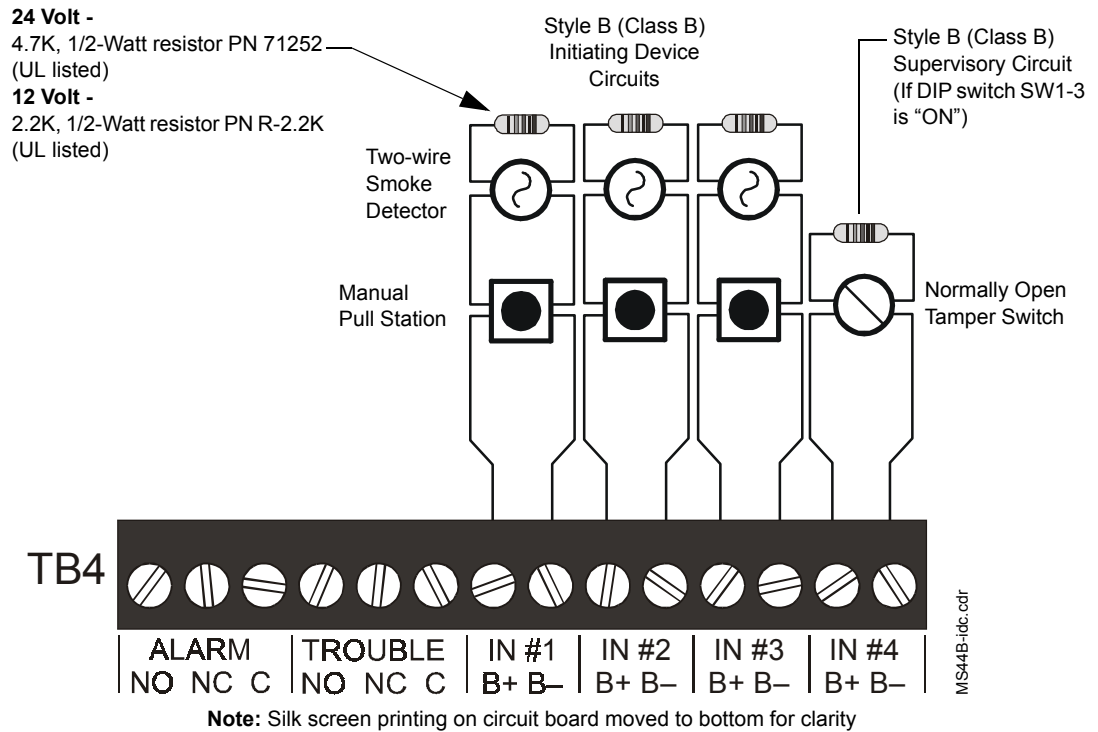 24 Volt -
4.7K, 1/2-Watt resistor PN 71252
(UL listed)
12 Volt -
2.2K, 1/2-Watt resistor PN R-2.2K
(UL listed)
Style B (Class B)
Initiating Device
Circuits
Style B (Class B)
Supervisory Circuit
(If DIP switch SW1-3
is “ON”)
Two-wire
Smoke
Detector
Manual
Pull Station
Normally Open
Tamper Switch
TB4
ALARM TROUBLE IN #1 IN #2 IN #3 IN #4
NO NC C NO NC C B+ B– B+ B– B+ B– B+ B–
MS44B-idc.cdr
Note: Silk screen printing on circuit board moved to bottom for clarity